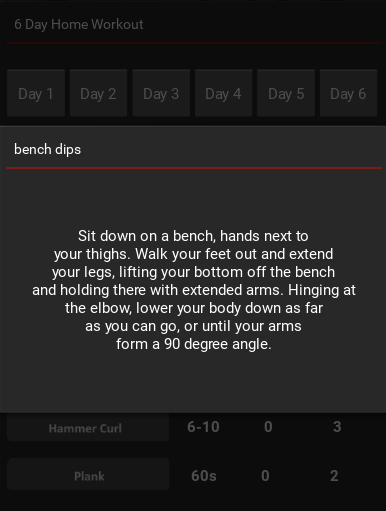 6 Day Home Workout
Day 1 Day 2 Day 3 Day 4 Day 5 Day 6
bench dips
Sit down on a bench, hands next to
your thighs. Walk your feet out and extend
your legs, lifting your bottom off the bench
and holding there with extended arms. Hinging at
the elbow, lower your body down as far
as you can go, or until your arms
form a 90 degree angle.
Hammer Curl 6-10 0 3
Plank 60s 0 2